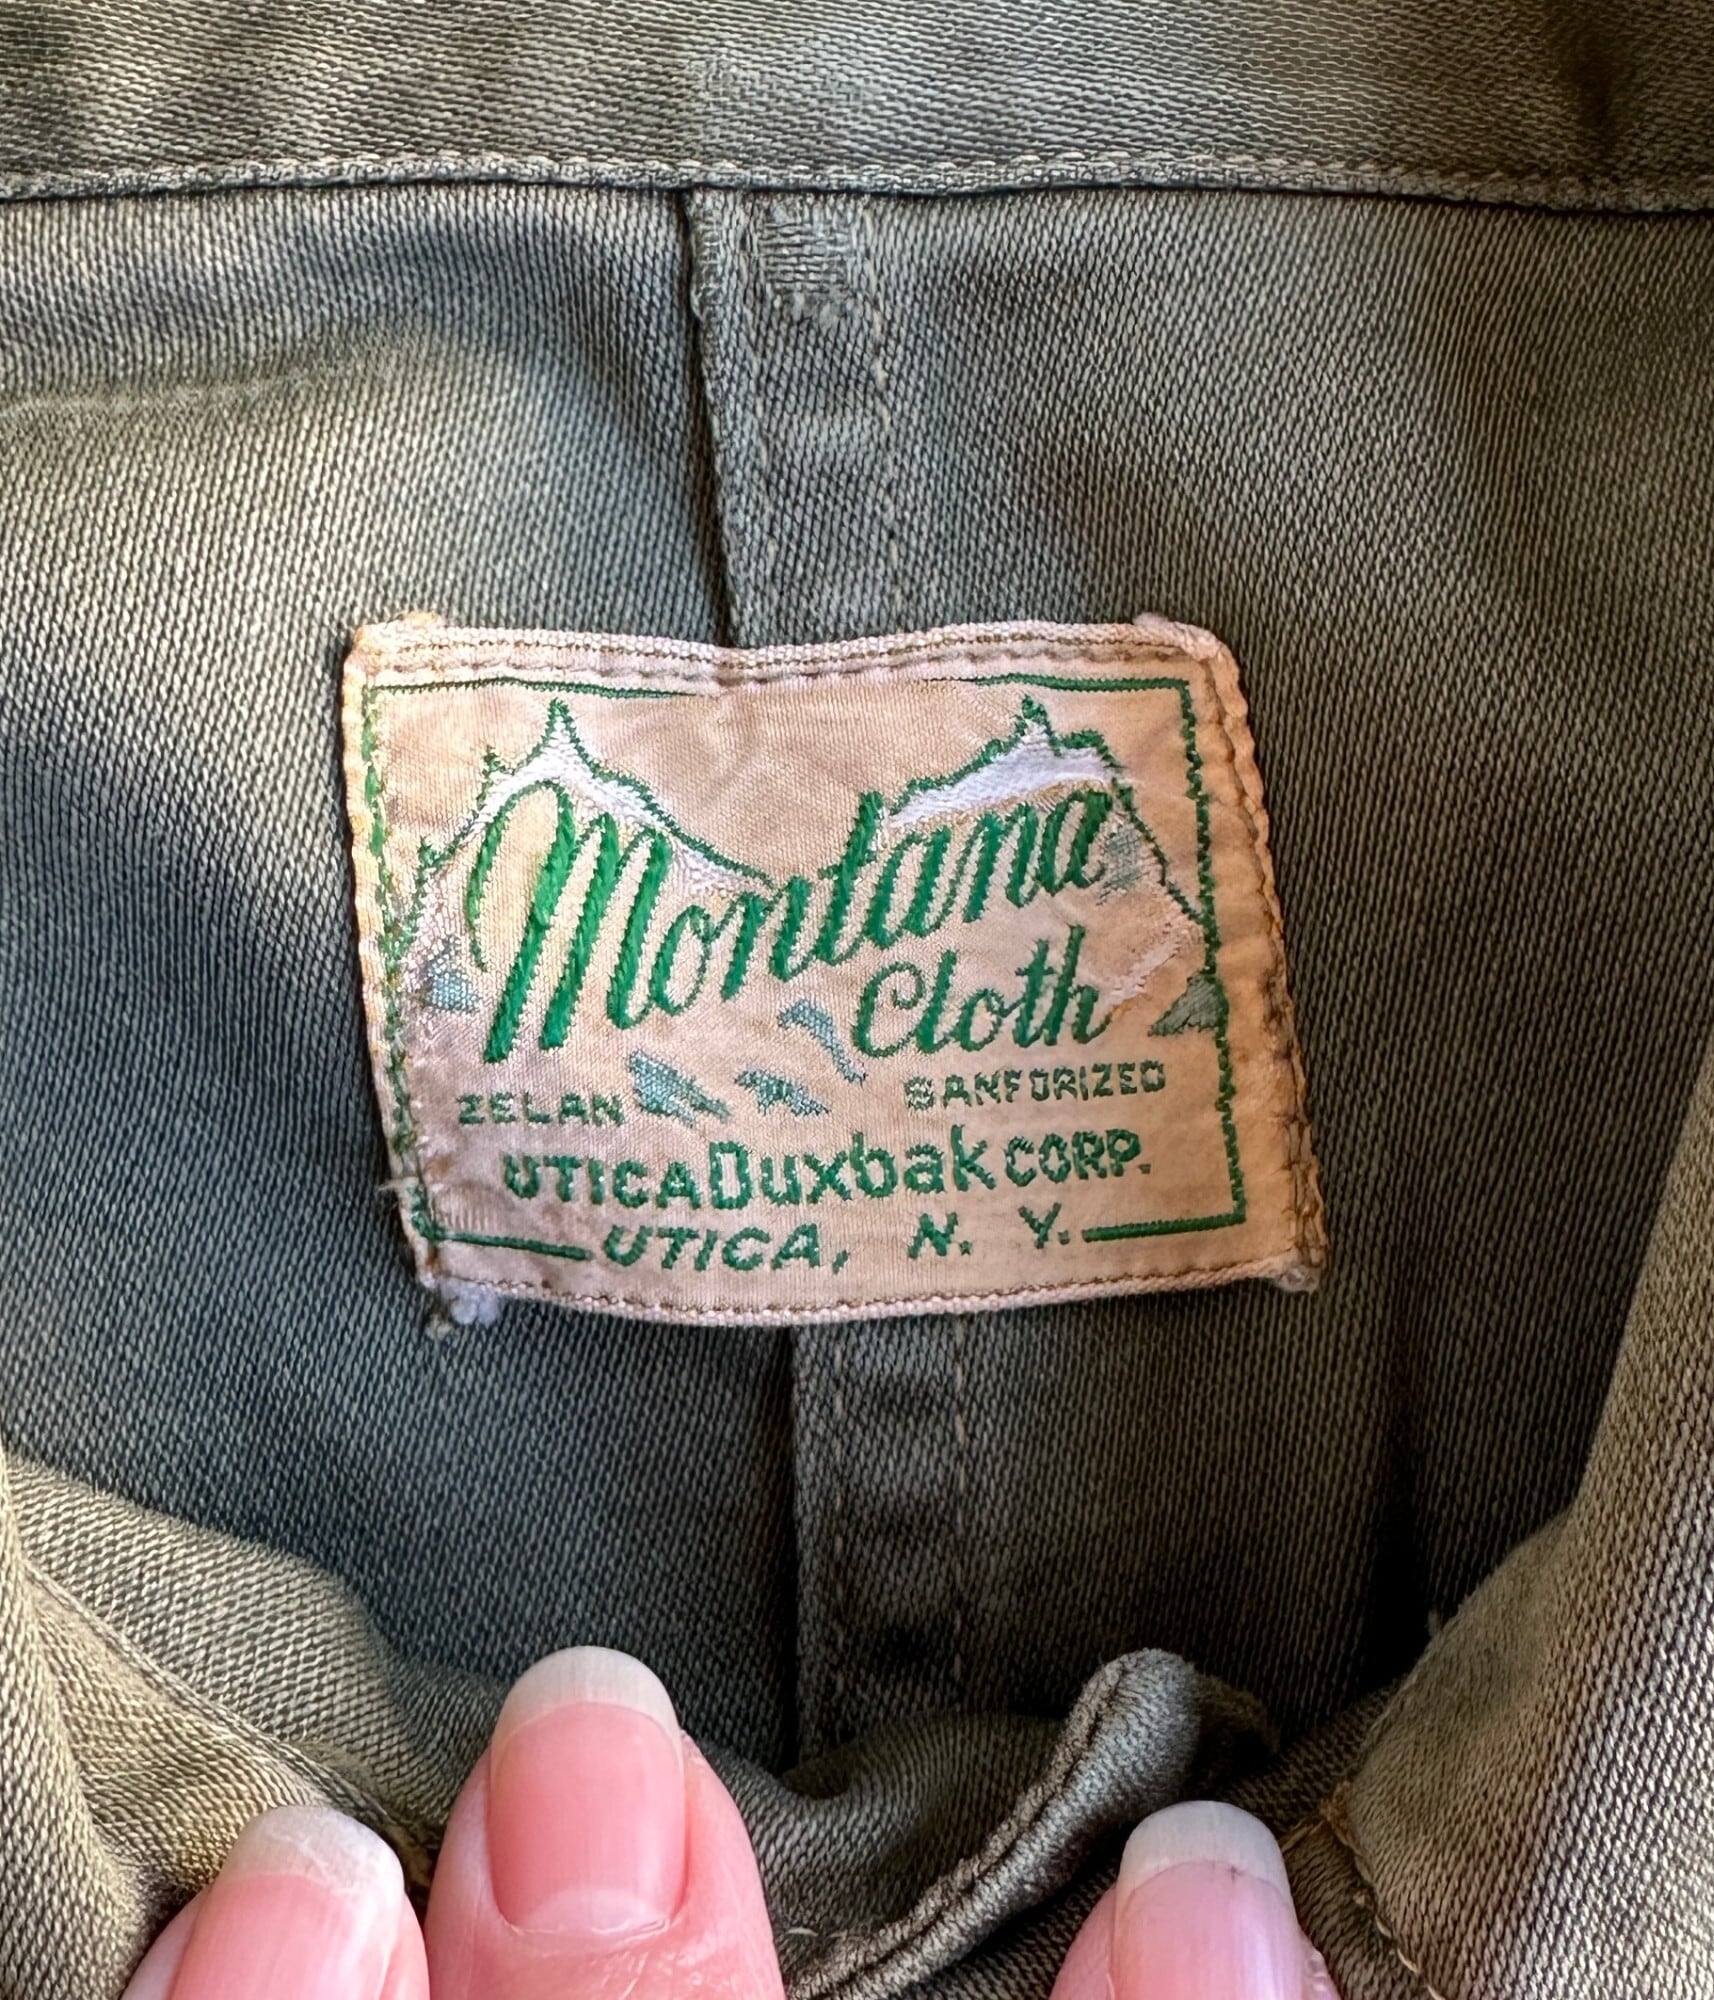 Montana
Cloth
ZELAN SANFORIZED
UTICA Duxbak CORP.
UTICA, N. Y.